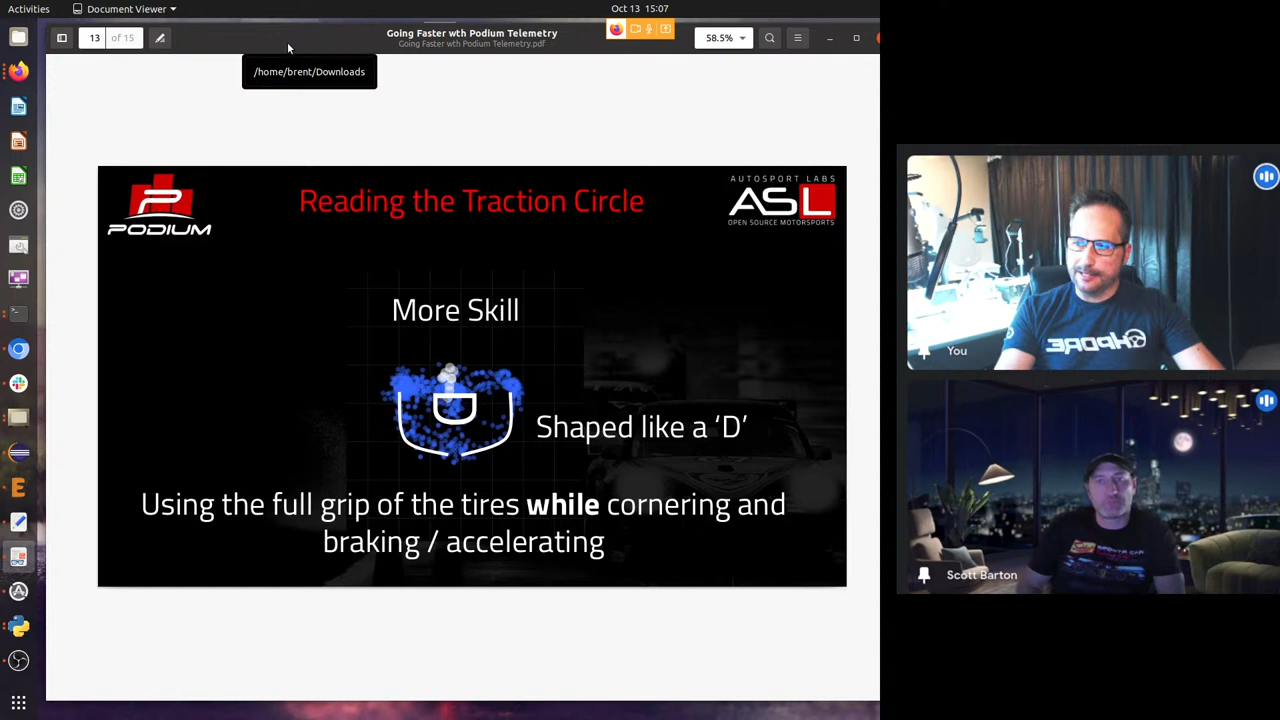 Activities
Document Viewer
Oct 13 15:07
13 of 15
Going Faster wth Podium Telemetry
Going Faster wth Podium Telemetry.pdf
58.5%
/home/brent/Downloads
PODIUM
Reading the Traction Circle
AUTOSPORT LABS
ASL
OPEN SOURCE MOTORSPORTS
More Skill
Shaped like a ‘D’
Using the full grip of the tires while cornering and
braking / accelerating
You
Scott Barton